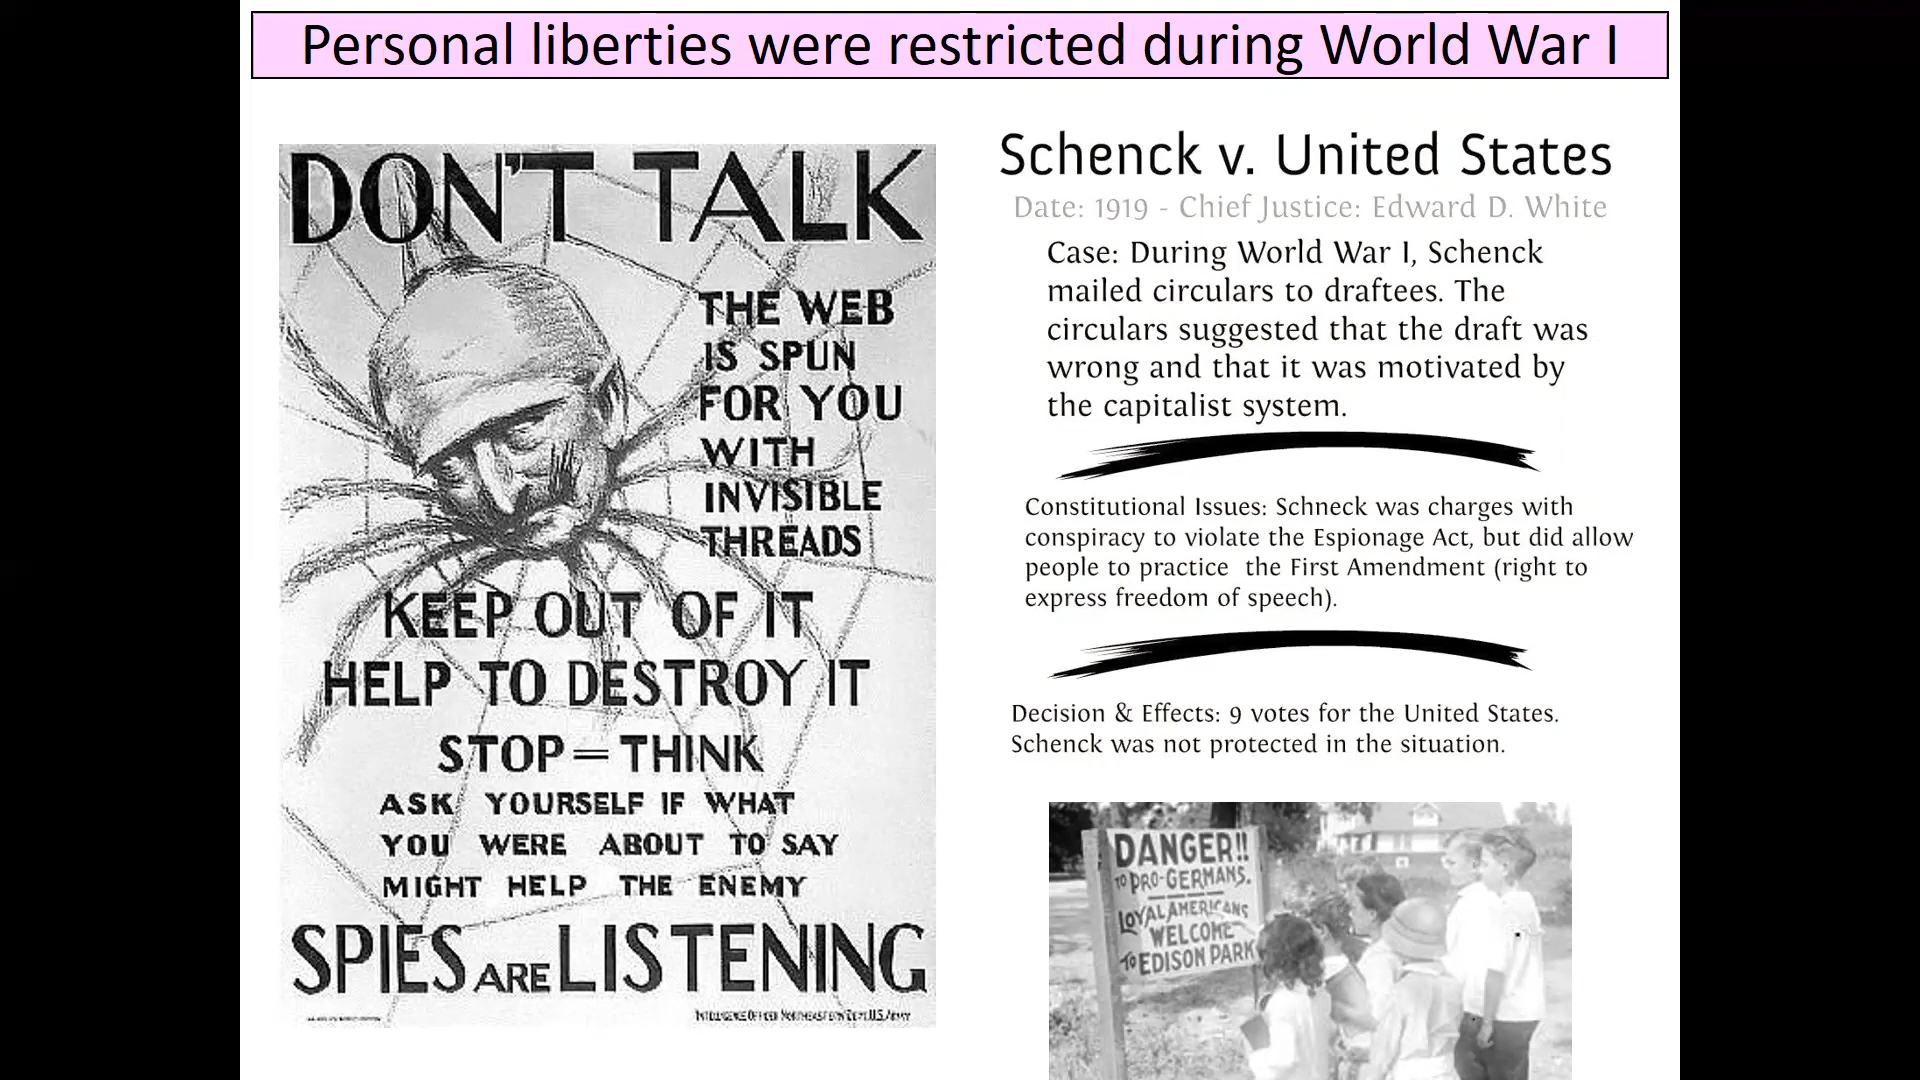 Personal liberties were restricted during World War I
DON'T TALK
THE WEB
IS SPUN
FOR YOU
WITH
INVISIBLE
THREADS
KEEP OUT OF IT
HELP TO DESTROY IT
STOP=THINK
ASK YOURSELF IF WHAT
YOU WERE ABOUT TO SAY
MIGHT HELP THE ENEMY
SPIES ARE LISTENING
INTELLIGENCE OFFICER NORTHEASTERN DEPT. U.S. ARMY
Schenck v. United States
Date: 1919 - Chief Justice: Edward D. White
Case: During World War I, Schenck
mailed circulars to draftees. The
circulars suggested that the draft was
wrong and that it was motivated by
the capitalist system.
Constitutional Issues: Schneck was charges with
conspiracy to violate the Espionage Act, but did allow
people to practice the First Amendment (right to
express freedom of speech).
Decision & Effects: 9 votes for the United States.
Schenck was not protected in the situation.
DANGER!!
TO PRO-GERMANS.
LOYAL AMERICANS
WELCOME
TO EDISON PARK